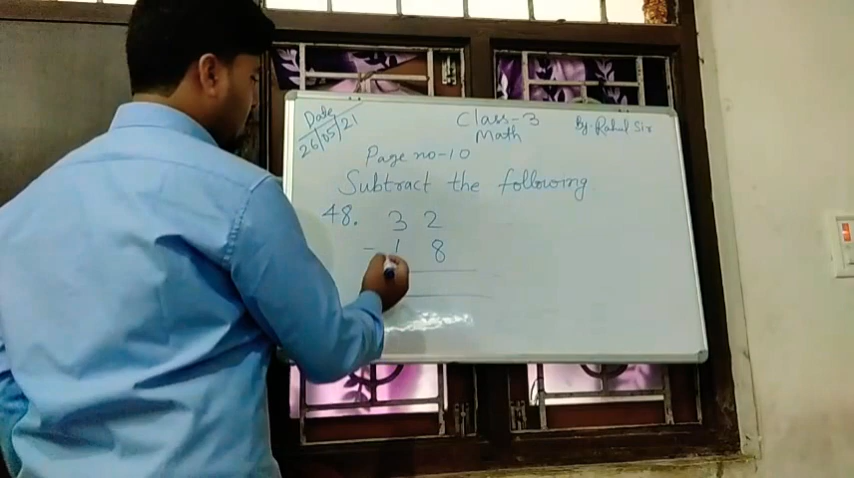 Date
26/05/21
Class-3
Math
By-Rahul Sir
Page no-10
Subtract the following
48. 3 2
- 1 8